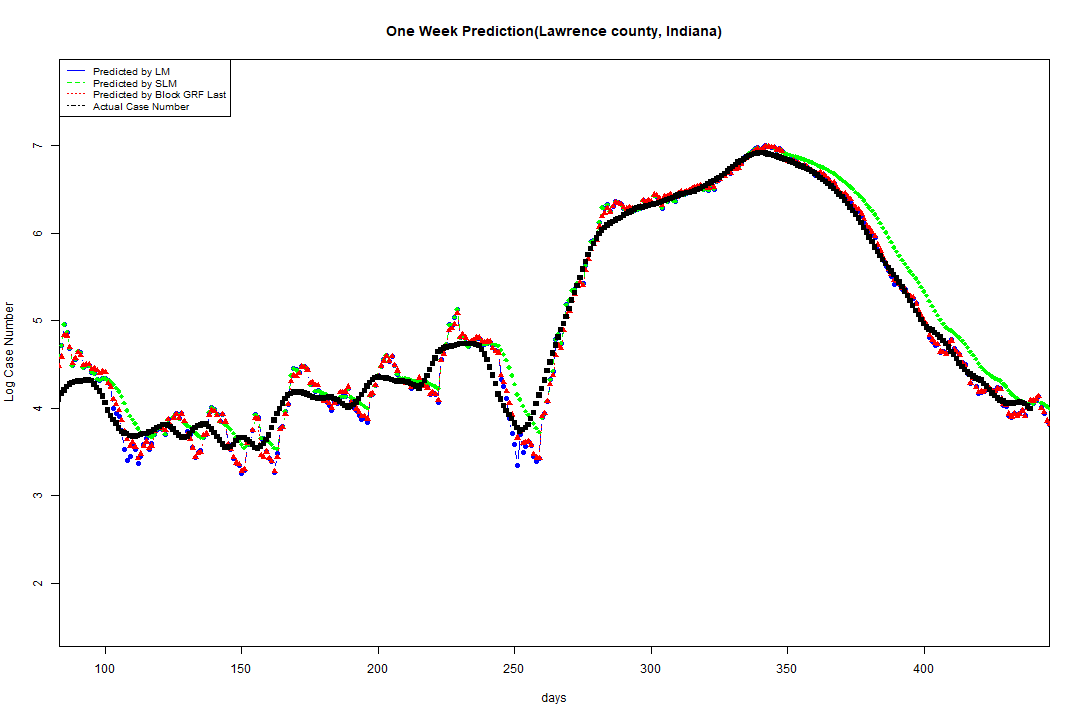 One Week Prediction(Lawrence county, Indiana)
Predicted by LM
Predicted by SLM
Predicted by Block GRF Last
Actual Case Number
7
6
5
4
3
2
Log Case Number
100 150 200 250 300 350 400
days